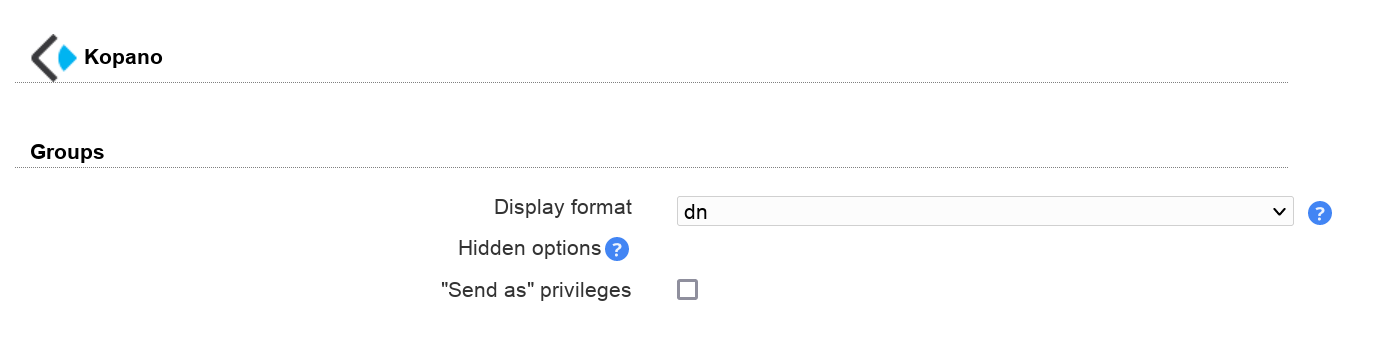 Kopano
Groups
Display format dn ?
Hidden options ?
"Send as" privileges